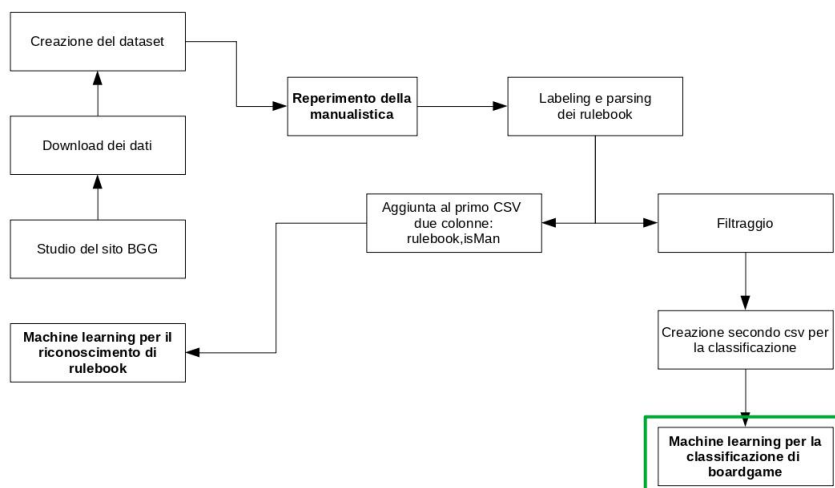 Creazione del dataset
Download dei dati
Studio del sito BGG
Reperimento della
manualistica
Labeling e parsing
dei rulebook
Aggiunta al primo CSV
due colonne:
rulebook,isMan
Filtraggio
Machine learning per il
riconoscimento di
rulebook
Creazione secondo csv per
la classificazione
Machine learning per la
classificazione di
boardgame